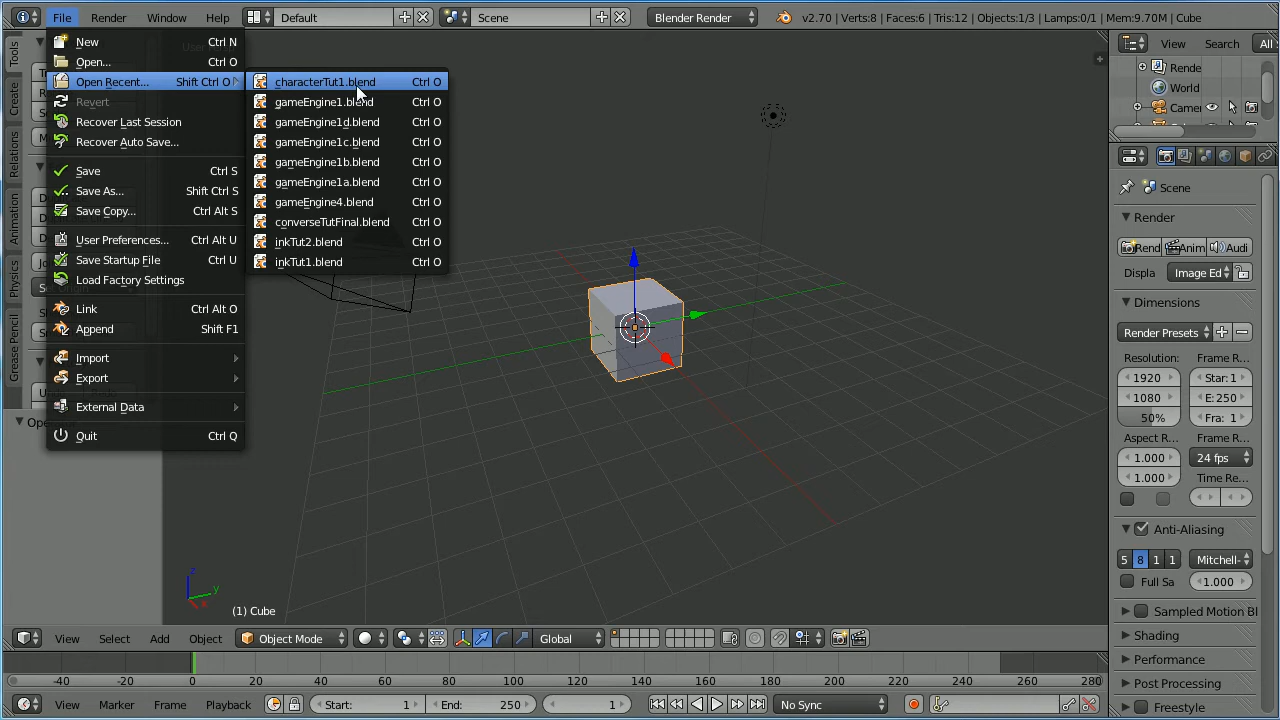 File Render Window Help Default Scene Blender Render v2.70 | Verts:8 | Faces:6 | Tris:12 | Objects:1/3 | Lamps:0/1 | Mem:9.70M | Cube
New Ctrl N
Open... Ctrl O
Open Recent... Shift Ctrl O
Revert
Recover Last Session
Recover Auto Save...
Save Ctrl S
Save As... Shift Ctrl S
Save Copy... Ctrl Alt S
User Preferences... Ctrl Alt U
Save Startup File Ctrl U
Load Factory Settings
Link Ctrl Alt O
Append Shift F1
Import
Export
External Data
Quit Ctrl Q
characterTut1.blend Ctrl O
gameEngine1.blend Ctrl O
gameEngine1d.blend Ctrl O
gameEngine1c.blend Ctrl O
gameEngine1b.blend Ctrl O
gameEngine1a.blend Ctrl O
gameEngine4.blend Ctrl O
converseTutFinal.blend Ctrl O
inkTut2.blend Ctrl O
inkTut1.blend Ctrl O
Tools
Create
Relations
Animation
Physics
Grease Pencil
z
y
x
(1) Cube
View Search All
Rende
World
Camer
Scene
Render
Rend Anim Audi
Displa Image Ed
Dimensions
Render Presets
Resolution: Frame R...
1920 Star: 1
1080 E: 250
50% Fra: 1
Aspect R... Frame R...
1.000 24 fps
1.000 Time Re...
Anti-Aliasing
5 8 1 1 Mitchell-
Full Sa 1.000
Sampled Motion Bl
Shading
Performance
Post Processing
Freestyle
View Select Add Object Object Mode Global
-40 -20 0 20 40 60 80 100 120 140 160 180 200 220 240 260 280
View Marker Frame Playback Start: 1 End: 250 1 No Sync